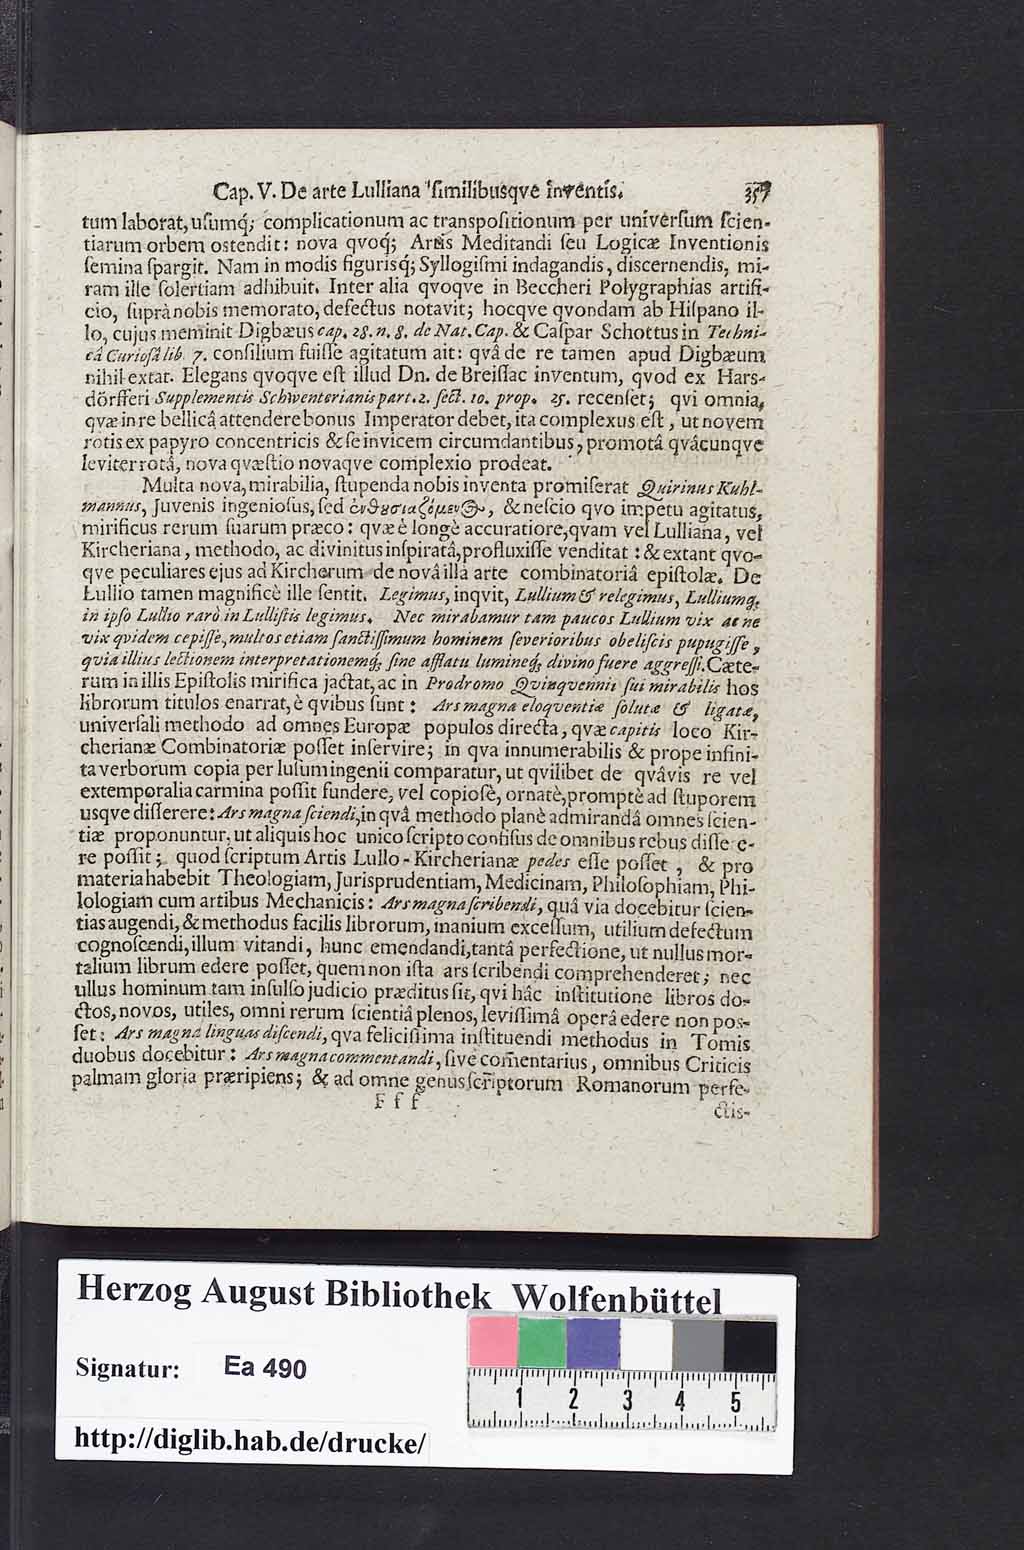 Cap. V. De arte Lulliana ſimilibusqve inventis. 357
tum laborat, uſumq́; complicationum ac transpoſitionum per univerſum ſcien-
tiarum orbem ostendit: nova qvoq́; Artis Meditandi ſeu Logicæ Inventionis
ſemina ſpargit. Nam in modis figurisq́; Syllogiſmi indagandis, discernendis, mi-
ram ille ſolertiam adhibuit. Inter alia qvoqve in Beccheri Polygraphias artifi-
cio, ſuprà nobis memorato, defectus notavit; hocqve qvondam ab Hiſpano il-
lo, cujus meminit Digbæus cap. 28. n. 8. de Nat. Cap. & Caſpar Schottus in Techni-
câ Curioſâ lib. 7. conſilium fuiſſe agitatum ait: qvâ de re tamen apud Digbæum
nihil extat. Elegans qvoqve eſt illud Dn. de Breiſſac inventum, qvod ex Hars-
dörfferi Supplementis Schwenterianis part. 2. ſect. 10. prop. 25. recenſet; qui omnia,
qvæ in re bellicâ attendere bonus Imperator debet, ita complexus eſt, ut novem
rotis ex papyro concentricis & ſe invicem circumdantibus, promotâ qvâcunqve
leviter rotâ, nova qvæſtio novaqve complexio prodeat.
Multa nova, mirabilia, ſtupenda nobis inventa promiſerat Quirinus Kuhl-
mannus, Juvenis ingenioſus, ſed ἐνθȣσιαζόμενⒸ, & neſcio qvo impetu agitatus,
mirificus rerum ſuarum præco: qvæ è longè accuratiore, qvam vel Lulliana, vel
Kircheriana, methodo, ac divinitus inſpiratâ, profluxiſſe venditat: & extant qvo-
qve peculiares ejus ad Kircherum de novâ illâ arte combinatoriâ epiſtolæ. De
Lullio tamen magnificè ille ſentit. Legimus, inqvit, Lullium & relegimus, Lulliumq́;
in ipſo Lullio rarò in Lulliſtis legimus. Nec mirabamur tam paucos Lullium vix at ne
vix qvidem cepiſſe, multos etiam ſanctiſſimum hominem ſeverioribus obeliſcis pupugiſſe,
qvia illius lectionem interpretationemq́; ſine afflatu lumineq́; divino fuere aggreſſi. Cæte-
rum in illis Epiſtolis mirifica jactat, ac in Prodromo Qvinqvennii ſui mirabilis hos
librorum titulos enarrat, è qvibus ſunt: Ars magna eloqventiæ ſolutæ & ligatæ,
univerſali methodo ad omnes Europæ populos directa, qvæ capitis loco Kir-
cherianæ Combinatoriæ poſſet inſervire; in qva innumerabilis & prope infini-
ta verborum copia per luſum ingenii comparatur, ut qvilibet de qvâvis re vel
extemporalia carmina poſſit fundere, vel copioſè, ornatè, promptè ad ſtuporem
usque diſſerere: Ars magna ſciendi, in qvâ methodo planè admirandâ omnes ſcien-
tiæ proponuntur, ut aliquis hoc unico ſcripto confiſus de omnibus rebus diſſere-
re poſſit; quod ſcriptum Artis Lullo-Kircherianæ pedes eſſe poſſet, & pro
materia habebit Theologiam, Jurisprudentiam, Medicinam, Philoſophiam, Phi-
lologiam cum artibus Mechanicis: Ars magna ſcribendi, quâ via docebitur ſcien-
tias augendi, & methodus facilis librorum, inanium exceſſum, utilium defectum
cognoſcendi, illum vitandi, hunc emendandi, tantâ perfectione, ut nullus mor-
talium librum edere poſſet, quem non iſta ars ſcribendi comprehenderet; nec
ullus hominum tam inſulſo judicio præditus ſit, qvi hâc inſtitutione libros do-
ctos, novos, utiles, omni rerum ſcientiâ plenos, leviſſimâ operâ edere non pos-
ſet: Ars magna linguas diſcendi, qva feliciſſima inſtituendi methodus in Tomis
duobus docebitur: Ars magna commentandi, ſive com̃entarius, omnibus Criticis
palmam gloria præripiens; & ad omne genus ſcriptorum Romanorum perfe-
F f f
ctis-
Herzog August Bibliothek Wolfenbüttel
Signatur: Ea 490
1 2 3 4 5
http://diglib.hab.de/drucke/